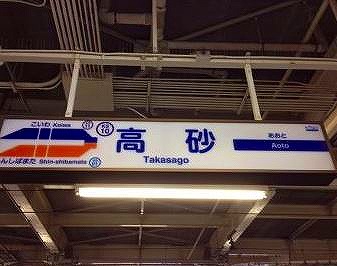 こいわ Koiwa
KS
10
高砂
Takasago
んしばまた Shin-shibamata
あおと
Aoto